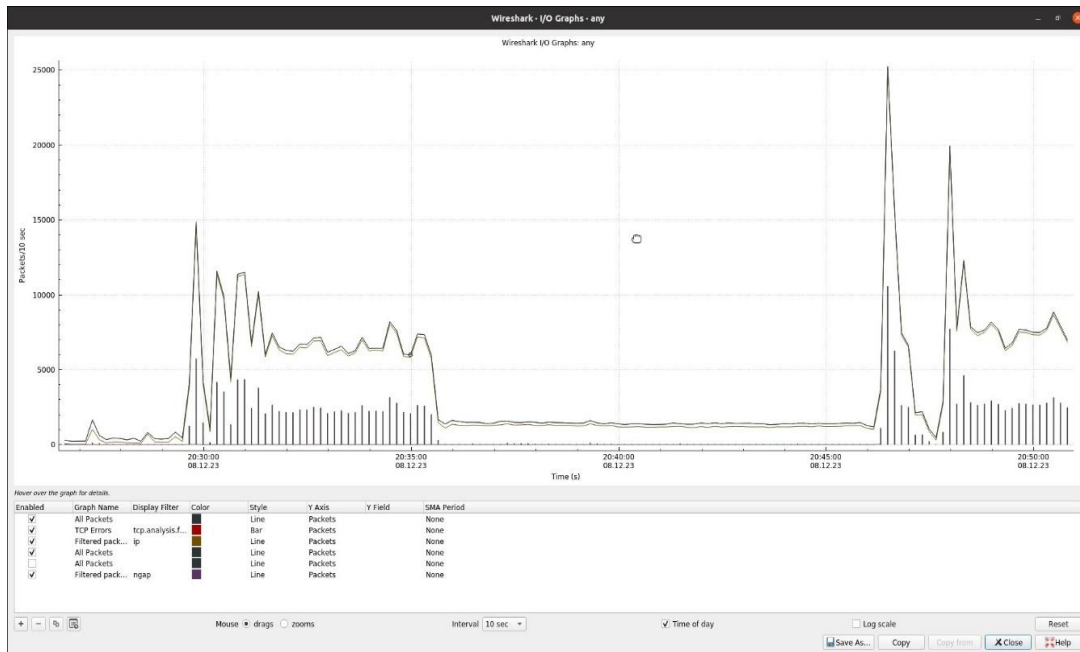 Wireshark · I/O Graphs · any
Wireshark I/O Graphs: any
25000
20000
15000
10000
5000
0
Packets/10 sec
20:30:00 20:35:00 20:40:00 20:45:00 20:50:00
08.12.23 08.12.23 08.12.23 08.12.23 08.12.23
Time (s)
Hover over the graph for details.
Enabled Graph Name Display Filter Color Style Y Axis Y Field SMA Period
All Packets Line Packets None
TCP Errors tcp.analysis.f... Bar Packets None
Filtered pack... ip Line Packets None
All Packets Line Packets None
All Packets Line Packets None
Filtered pack... ngap Line Packets None
Mouse drags zooms Interval 10 sec Time of day Log scale Reset
Save As... Copy Copy from Close Help